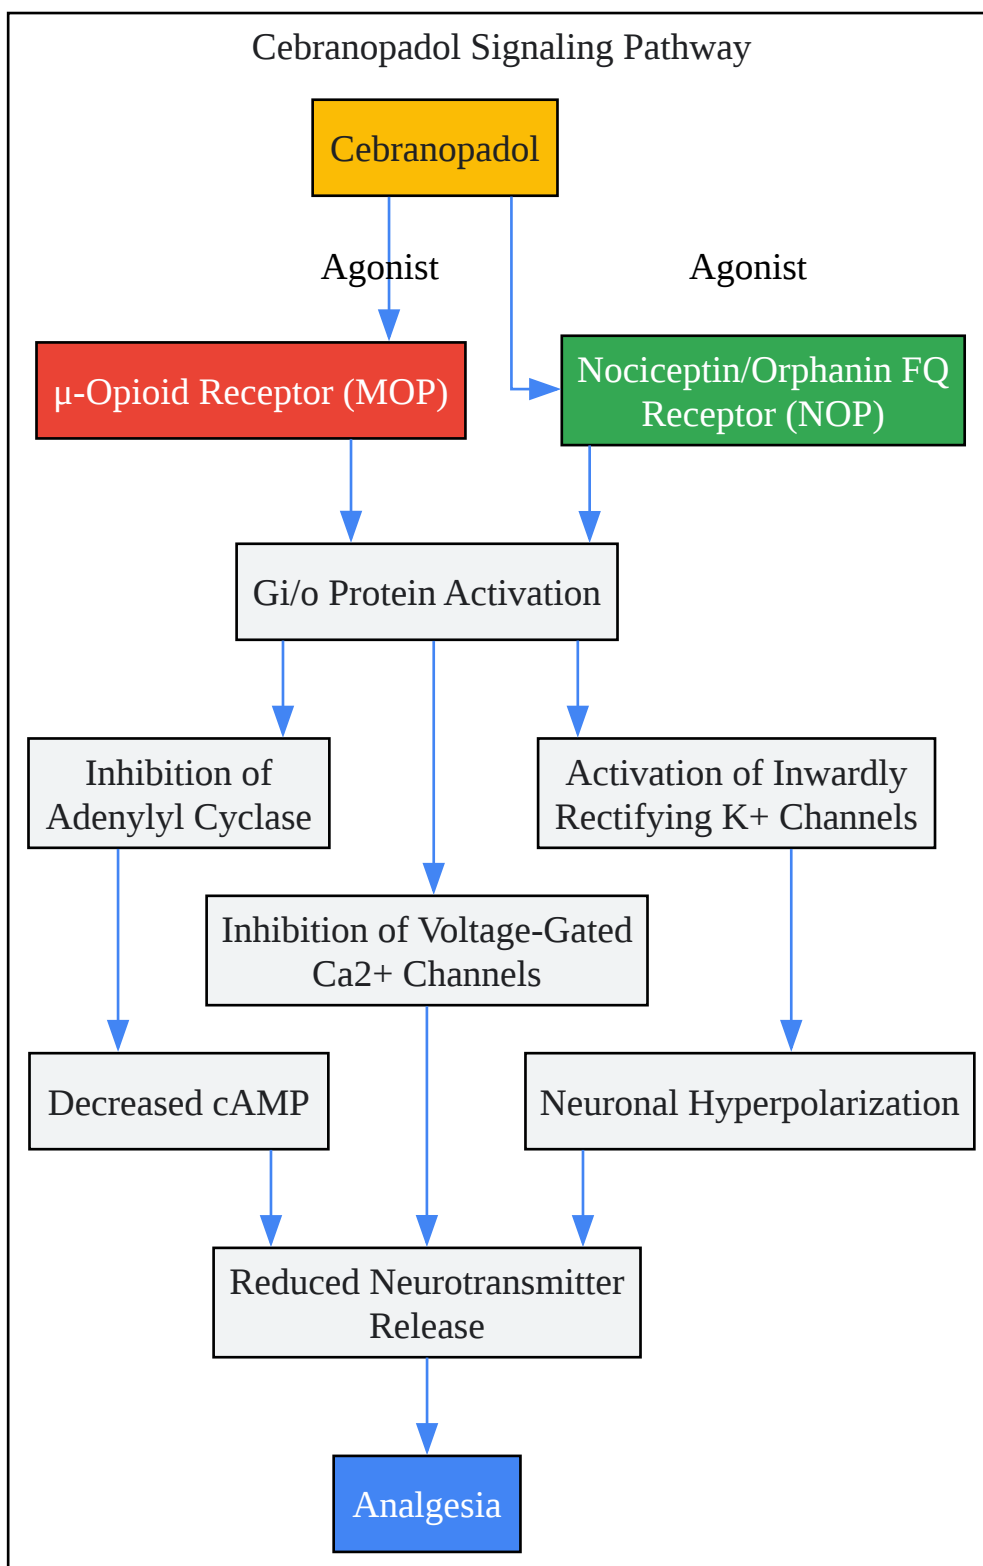 Cebranopadol Signaling Pathway
Cebranopadol
Agonist
Agonist
μ-Opioid Receptor (MOP)
Nociceptin/Orphanin FQ
Receptor (NOP)
Gi/o Protein Activation
Inhibition of
Adenylyl Cyclase
Activation of Inwardly
Rectifying K+ Channels
Inhibition of Voltage-Gated
Ca2+ Channels
Decreased cAMP
Neuronal Hyperpolarization
Reduced Neurotransmitter
Release
Analgesia